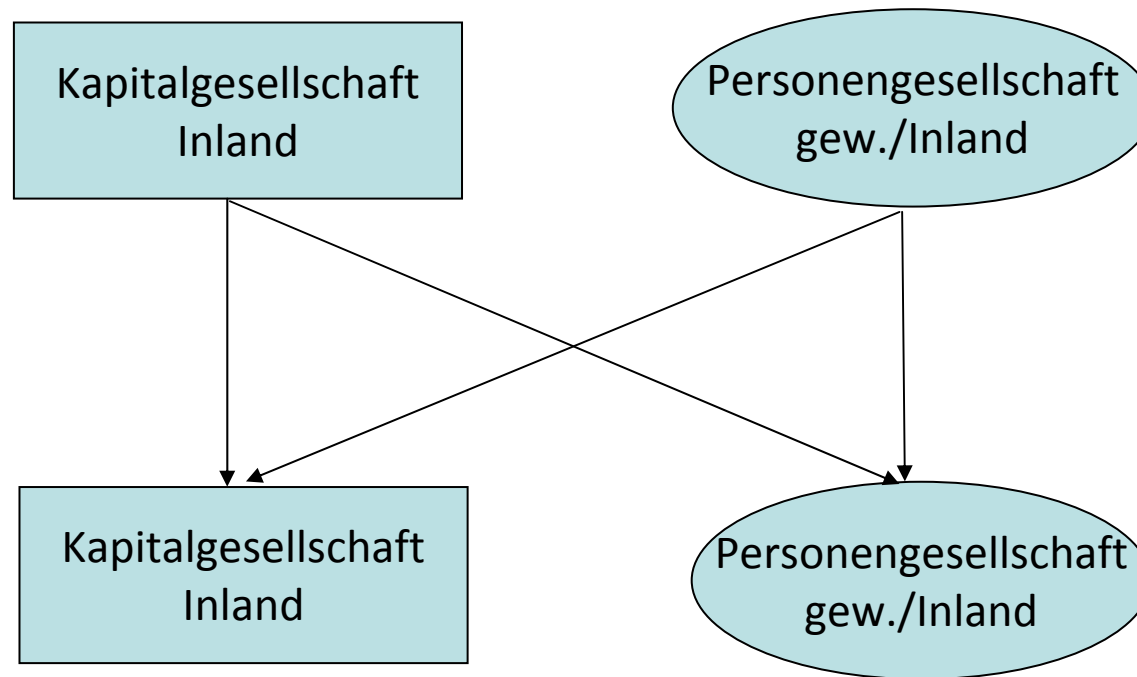 Kapitalgesellschaft
Inland
Personengesellschaft
gew./Inland
Kapitalgesellschaft
Inland
Personengesellschaft
gew./Inland